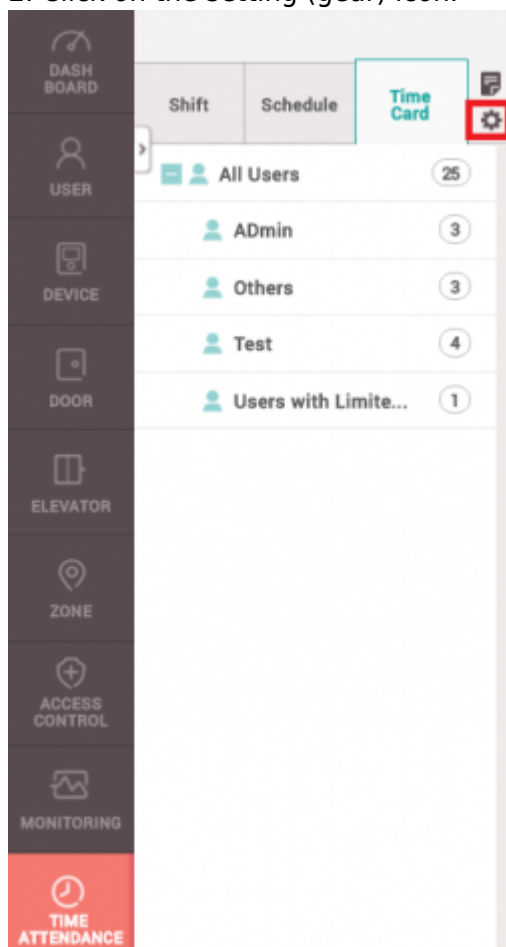 2. Click on the Setting (gear) icon.
DASH
BOARD
USER
DEVICE
DOOR
ELEVATOR
ZONE
ACCESS
CONTROL
MONITORING
TIME
ATTENDANCE
Shift
Schedule
Time
Card
All Users 25
ADmin 3
Others 3
Test 4
Users with Limite... 1